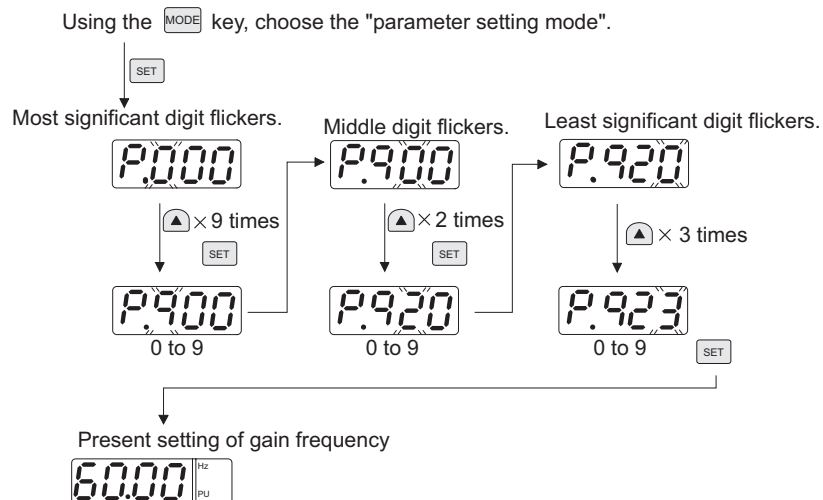 Using the MODE key, choose the "parameter setting mode".
SET
Most significant digit flickers.
Middle digit flickers.
Least significant digit flickers.
P.000
P.900
P.920
▲ × 9 times
SET
▲ × 2 times
SET
▲ × 3 times
P.900
P.920
P.923
0 to 9
0 to 9
0 to 9
SET
Present setting of gain frequency
60.00
Hz
PU